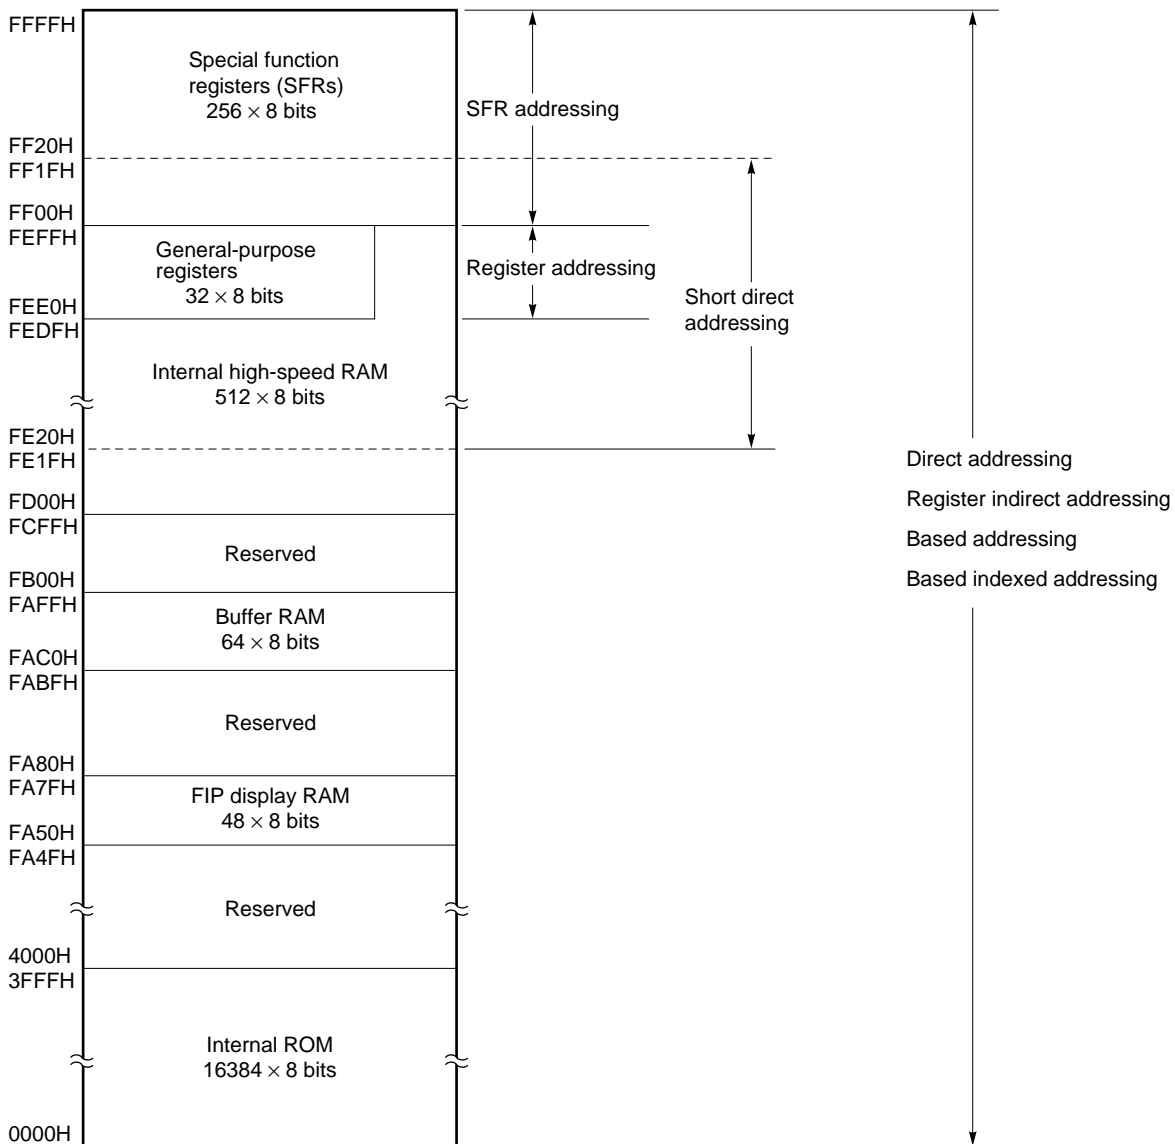 FFFFH
Special function
registers (SFRs)
256 × 8 bits
SFR addressing
FF20H
FF1FH
FF00H
FEFFH
General-purpose
registers
32 × 8 bits
Register addressing
Short direct
addressing
FEE0H
FEDFH
Internal high-speed RAM
512 × 8 bits
FE20H
FE1FH
Direct addressing
Register indirect addressing
Based addressing
Based indexed addressing
FD00H
FCFFH
Reserved
FB00H
FAFFH
Buffer RAM
64 × 8 bits
FAC0H
FABFH
Reserved
FA80H
FA7FH
FIP display RAM
48 × 8 bits
FA50H
FA4FH
Reserved
4000H
3FFFH
Internal ROM
16384 × 8 bits
0000H